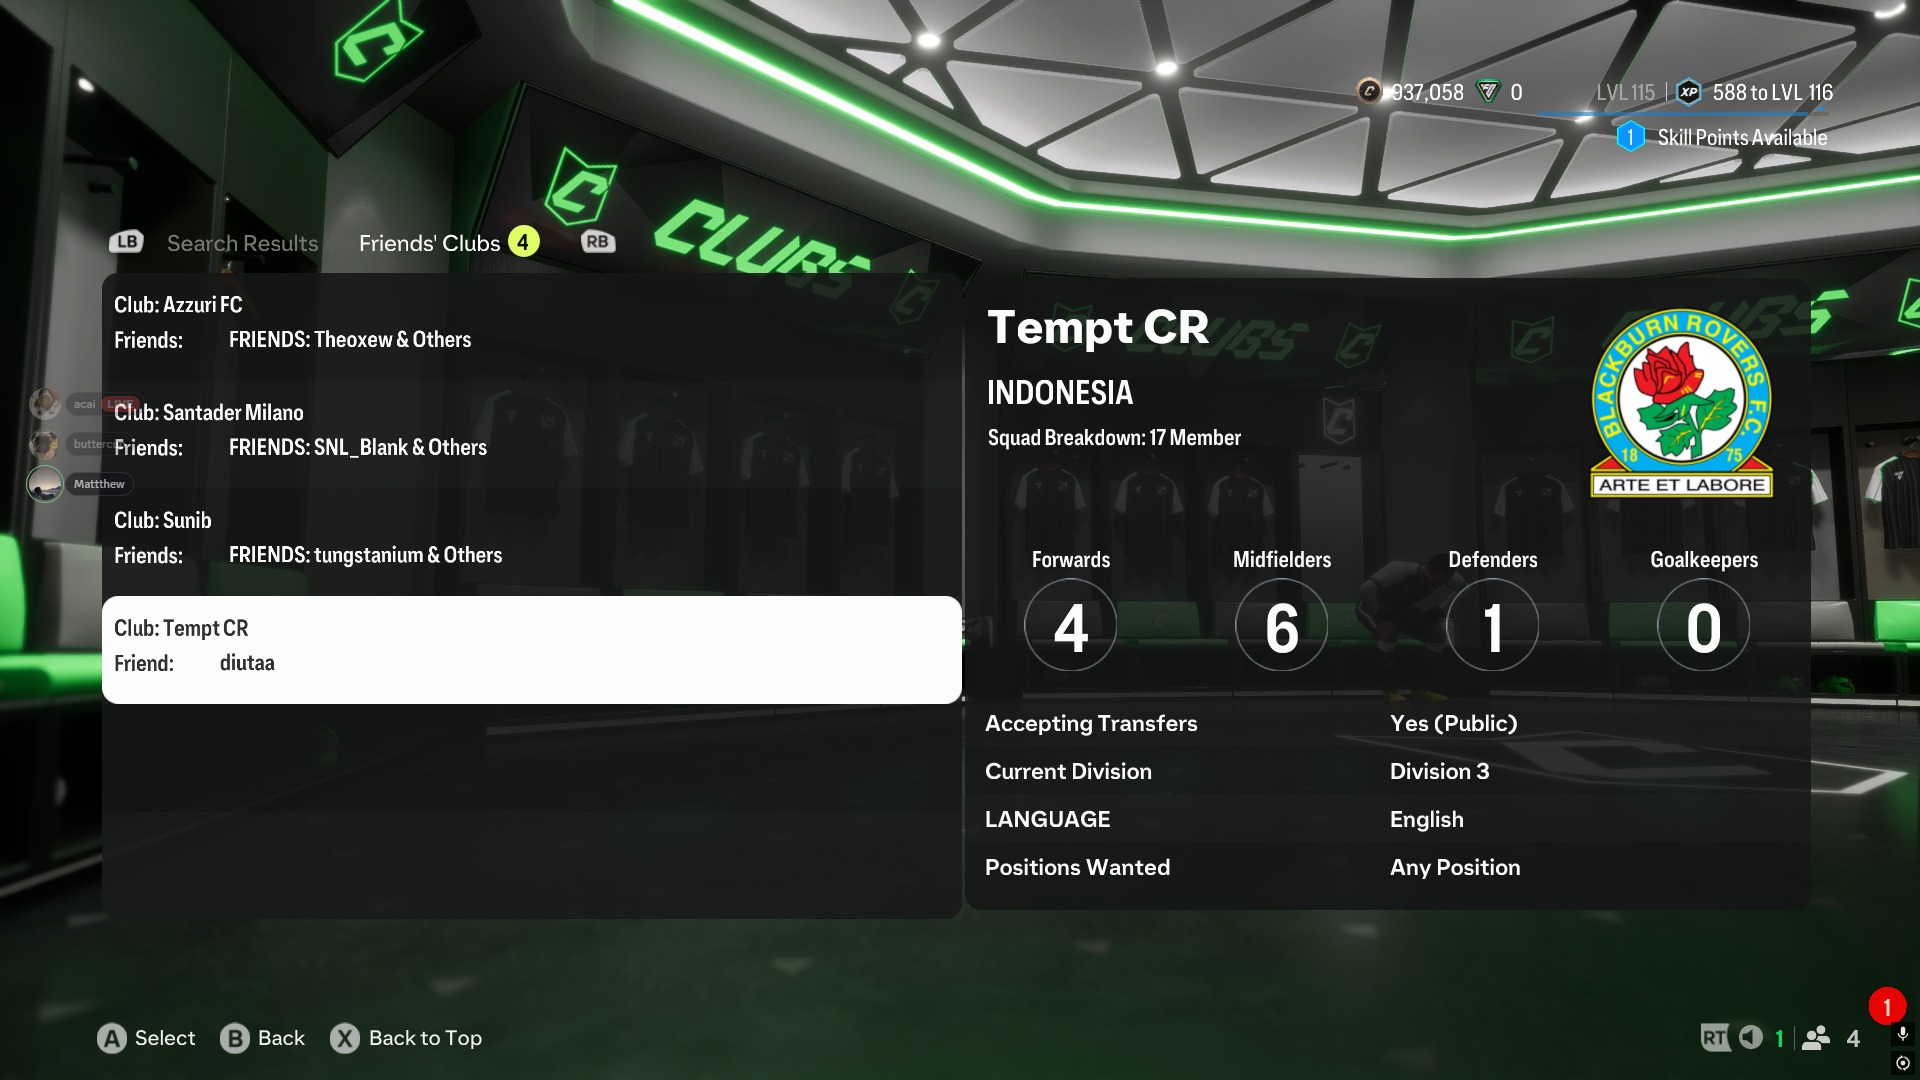 937,058
0
LVL 115
XP
588 to LVL 116
1
Skill Points Available
LB
Search Results
Friends' Clubs
4
RB
CLUBS
Club: Azzuri FC
Friends:
FRIENDS: Theoxew & Others
acai
LIVE
Club: Santader Milano
Friends:
FRIENDS: SNL_Blank & Others
Mattthew
Club: Sunib
Friends:
FRIENDS: tungstanium & Others
Club: Tempt CR
Friend:
diutaa
Tempt CR
INDONESIA
Squad Breakdown: 17 Member
BLACKBURN ROVERS F.C.
18 75
ARTE ET LABORE
Forwards
Midfielders
Defenders
Goalkeepers
4
6
1
0
Accepting Transfers
Yes (Public)
Current Division
Division 3
LANGUAGE
English
Positions Wanted
Any Position
A
Select
B
Back
X
Back to Top
RT
1
4
1